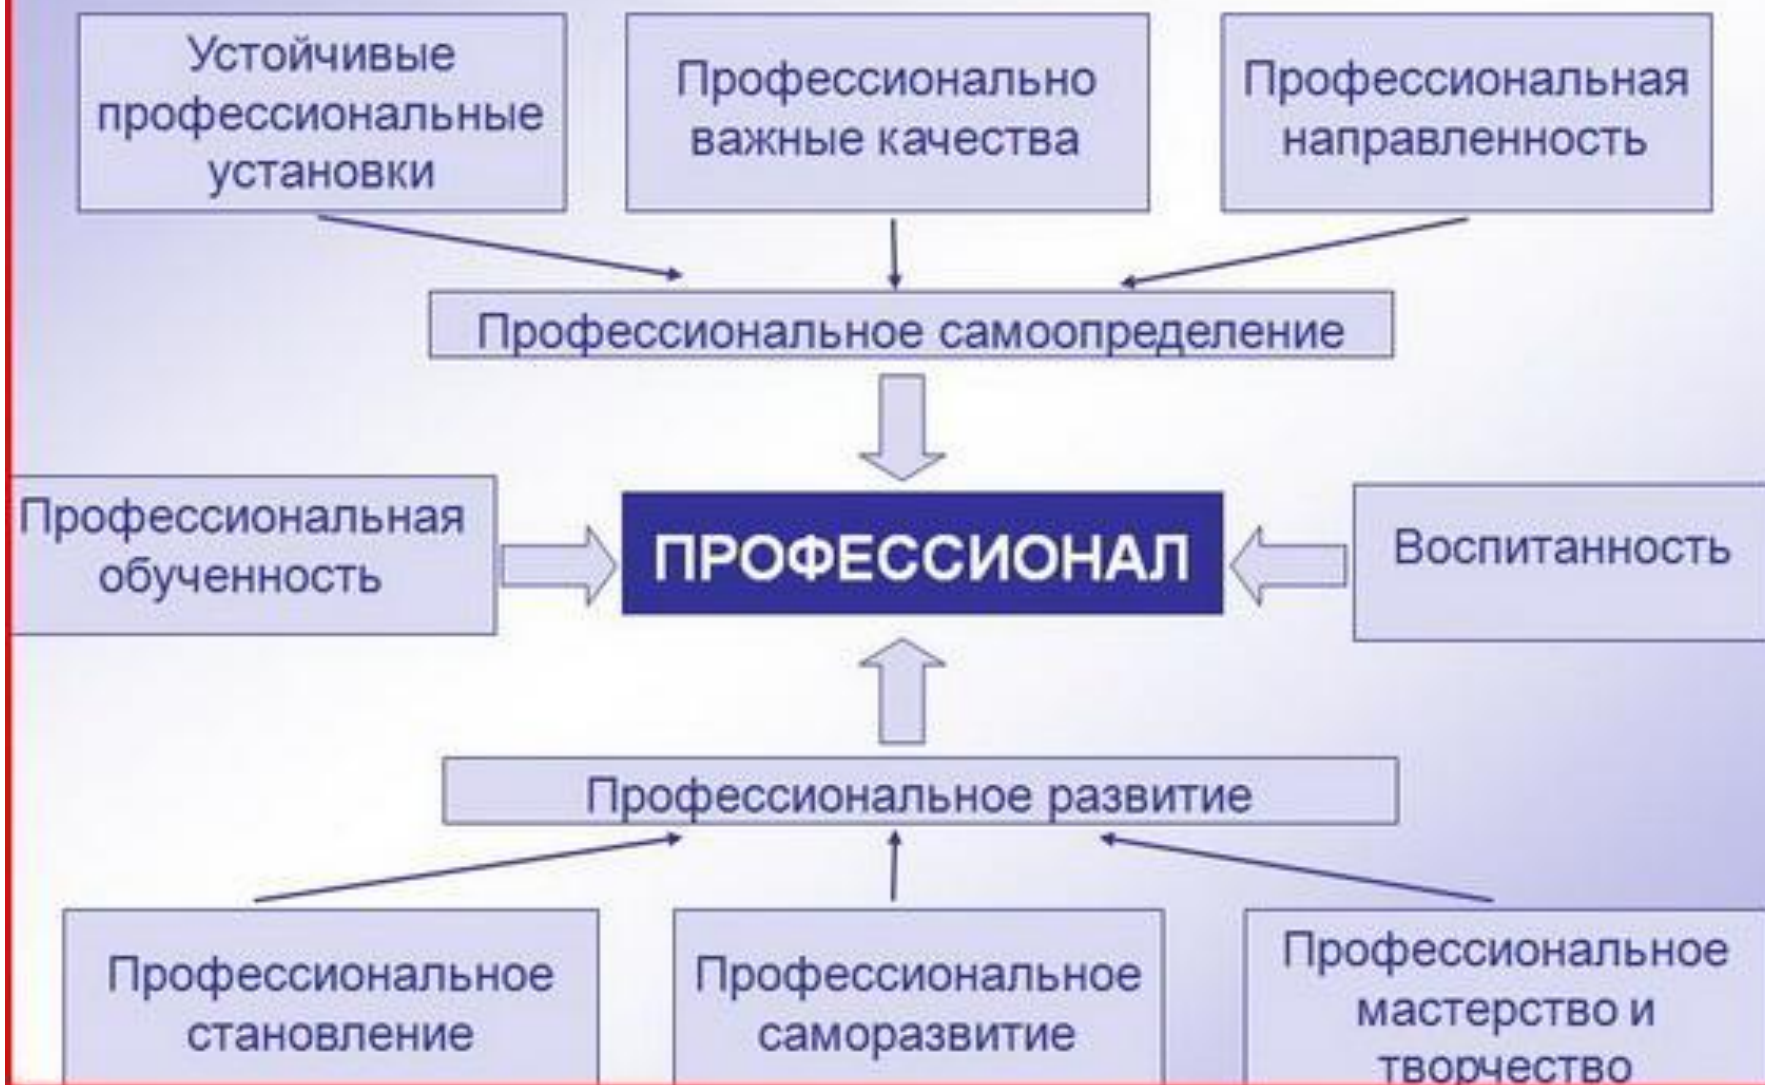 Устойчивые
профессиональные
установки
Профессионально
важные качества
Профессиональная
направленность
Профессиональное самоопределение
Профессиональная
обученность
ПРОФЕССИОНАЛ
Воспитанность
Профессиональное развитие
Профессиональное
становление
Профессиональное
саморазвитие
Профессиональное
мастерство и
творчество